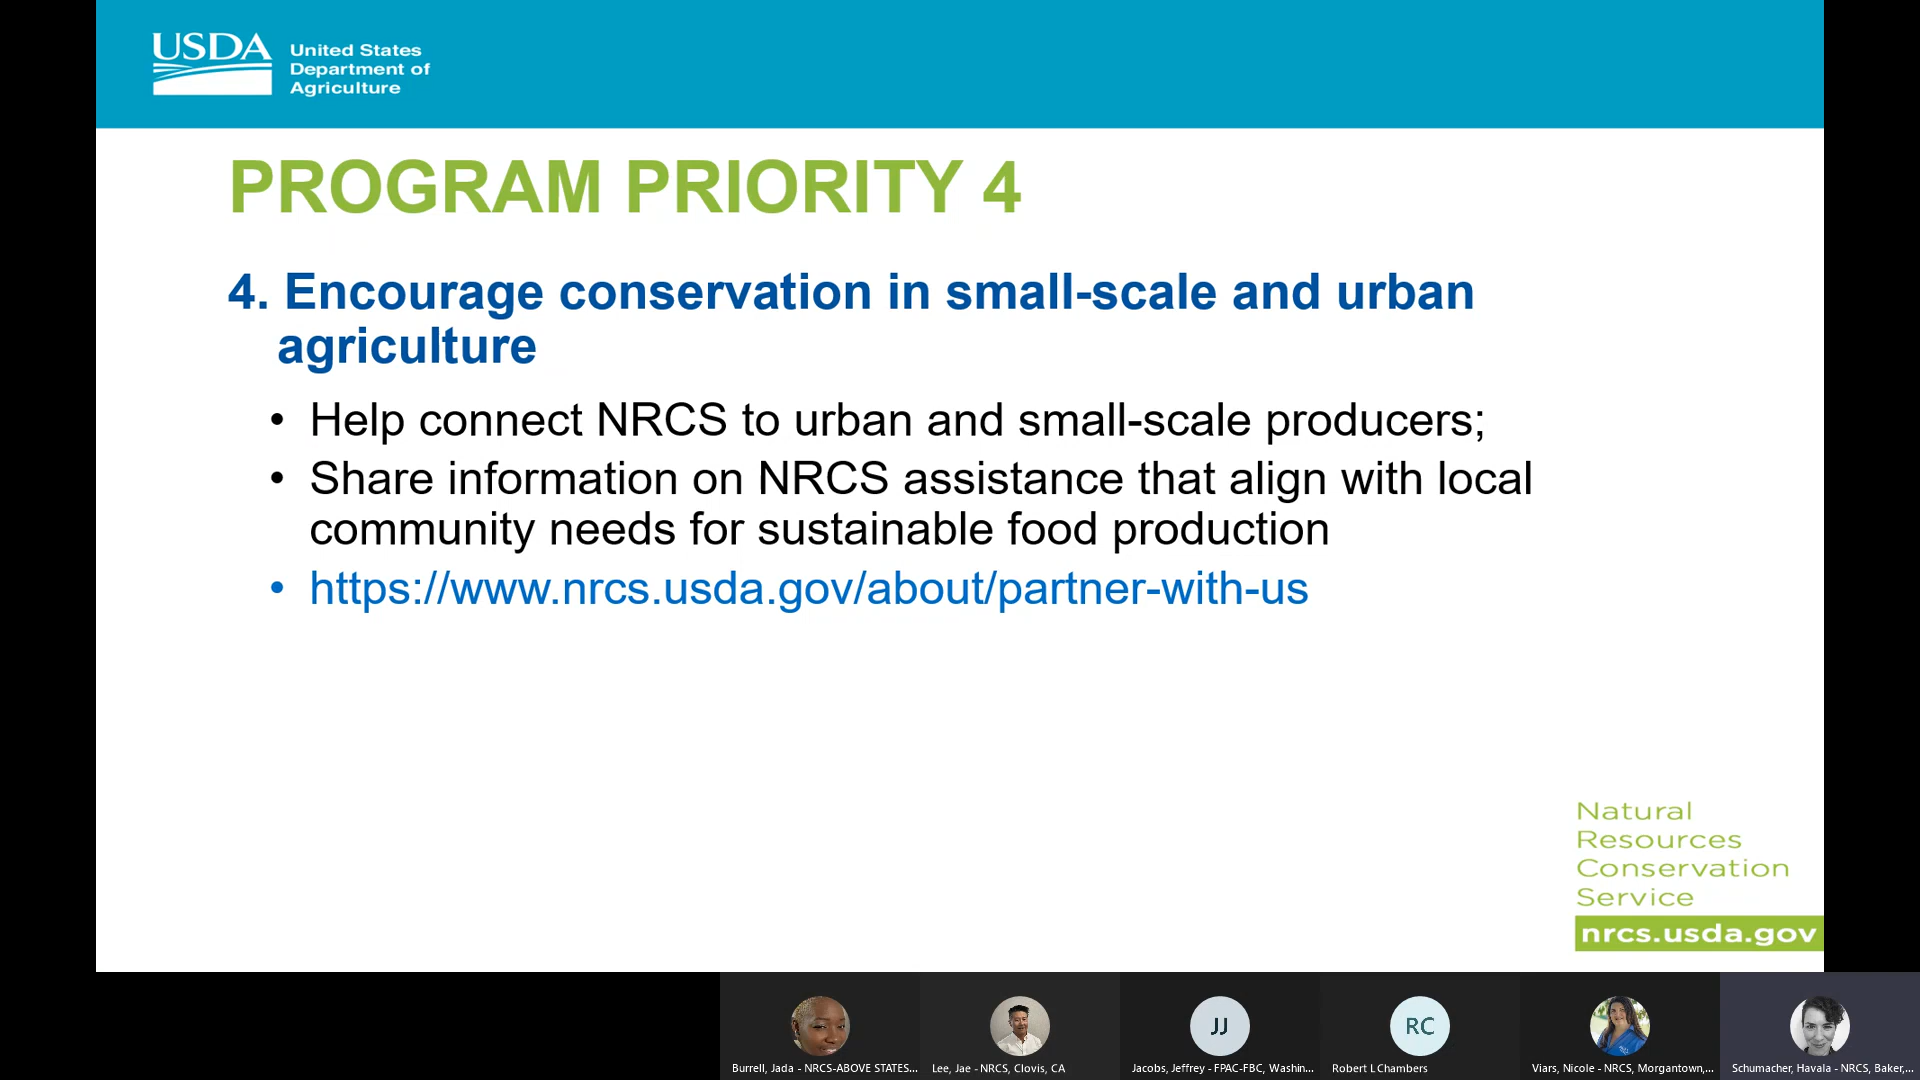 USDA
United States
Department of
Agriculture
PROGRAM PRIORITY 4
4. Encourage conservation in small-scale and urban
agriculture
• Help connect NRCS to urban and small-scale producers;
• Share information on NRCS assistance that align with local
community needs for sustainable food production
• https://www.nrcs.usda.gov/about/partner-with-us
Natural
Resources
Conservation
Service
nrcs.usda.gov
JJ
RC
Burrell, Jada - NRCS-ABOVE STATES...
Lee, Jae - NRCS, Clovis, CA
Jacobs, Jeffrey - FPAC-FBC, Washin...
Robert L Chambers
Viars, Nicole - NRCS, Morgantown,...
Schumacher, Havala - NRCS, Baker,...